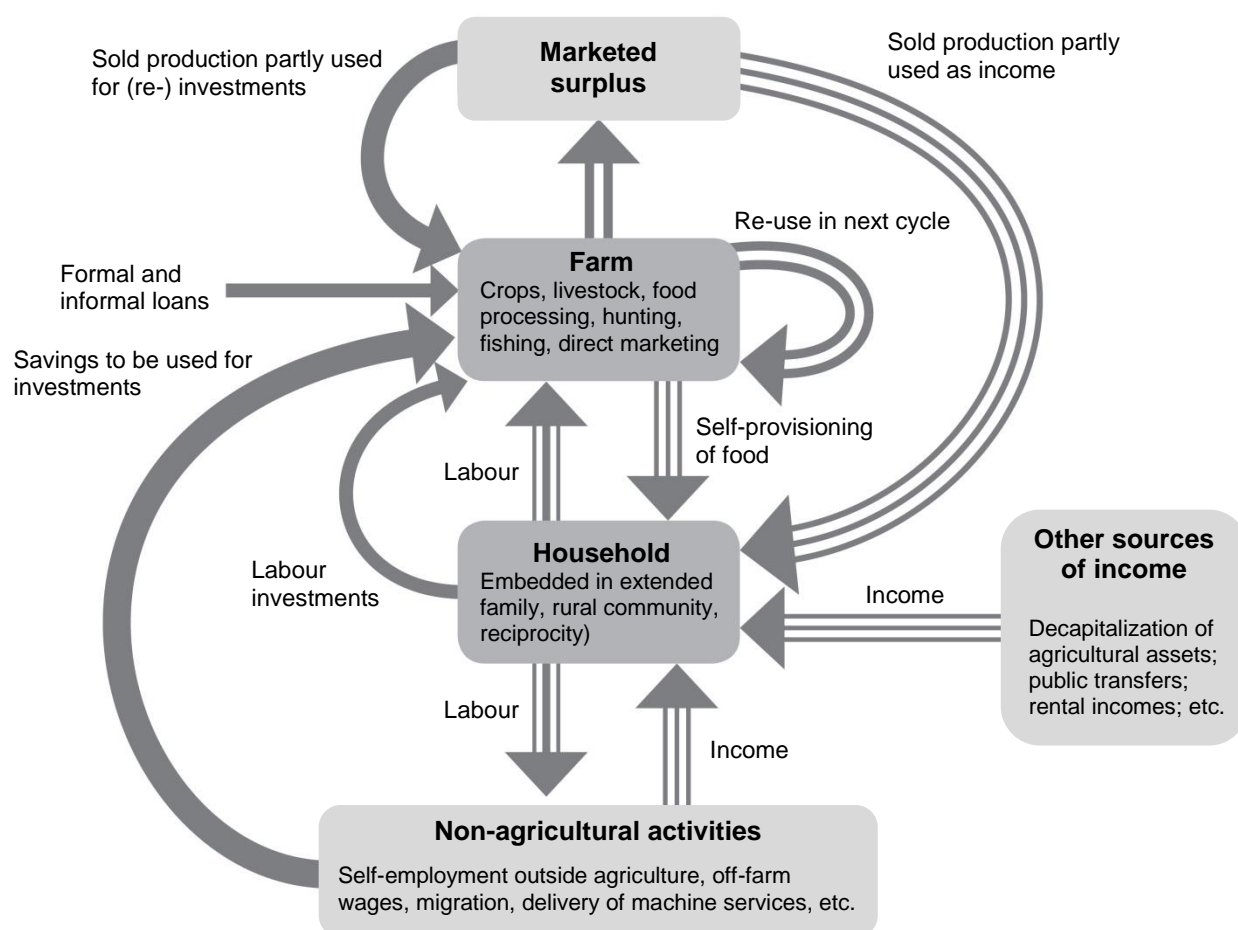 Marketed
surplus
Sold production partly used
for (re-) investments
Sold production partly
used as income
Re-use in next cycle
Formal and
informal loans
Farm
Crops, livestock, food
processing, hunting,
fishing, direct marketing
Savings to be used for
investments
Self-provisioning
of food
Labour
Household
Embedded in extended
family, rural community,
reciprocity)
Labour
investments
Other sources
of income
Decapitalization of
agricultural assets;
public transfers;
rental incomes; etc.
Income
Labour
Income
Non-agricultural activities
Self-employment outside agriculture, off-farm
wages, migration, delivery of machine services, etc.